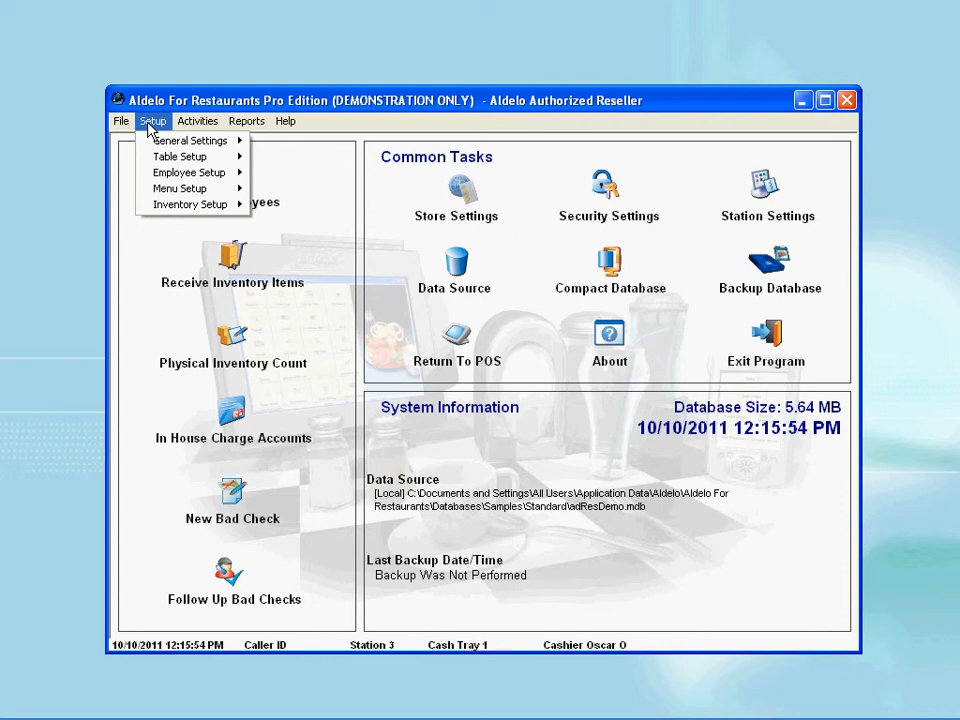 Aldelo For Restaurants Pro Edition (DEMONSTRATION ONLY) - Aldelo Authorized Reseller
File Setup Activities Reports Help
General Settings
Table Setup
Employee Setup
Menu Setup
Inventory Setup
Receive Inventory Items
Physical Inventory Count
In House Charge Accounts
New Bad Check
Follow Up Bad Checks
Common Tasks
Store Settings Security Settings Station Settings
Data Source Compact Database Backup Database
Return To POS About Exit Program
System Information Database Size: 5.64 MB
10/10/2011 12:15:54 PM
Data Source
[Local] C:\Documents and Settings\All Users\Application Data\Aldelo\Aldelo For
Restaurants\Databases\Samples\Standard\adResDemo.mdb
Last Backup Date/Time
Backup Was Not Performed
10/10/2011 12:15:54 PM Caller ID Station 3 Cash Tray 1 Cashier Oscar O